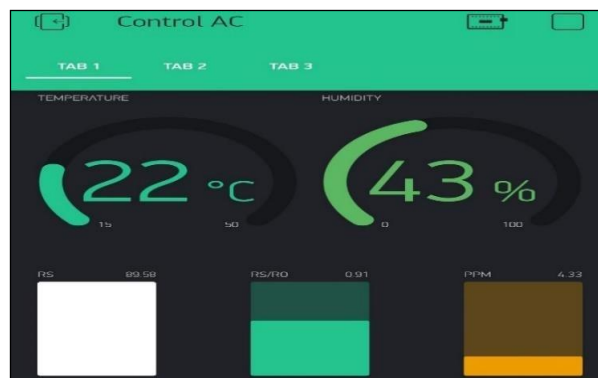 Control AC
TAB 1 TAB 2 TAB 3
TEMPERATURE HUMIDITY
22 °C 43 %
15 50 0 100
RS 89.58 RS/RO 0.91 PPM 4.33